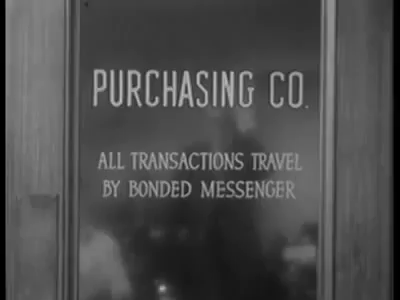 PURCHASING CO.
ALL TRANSACTIONS TRAVEL
BY BONDED MESSENGER